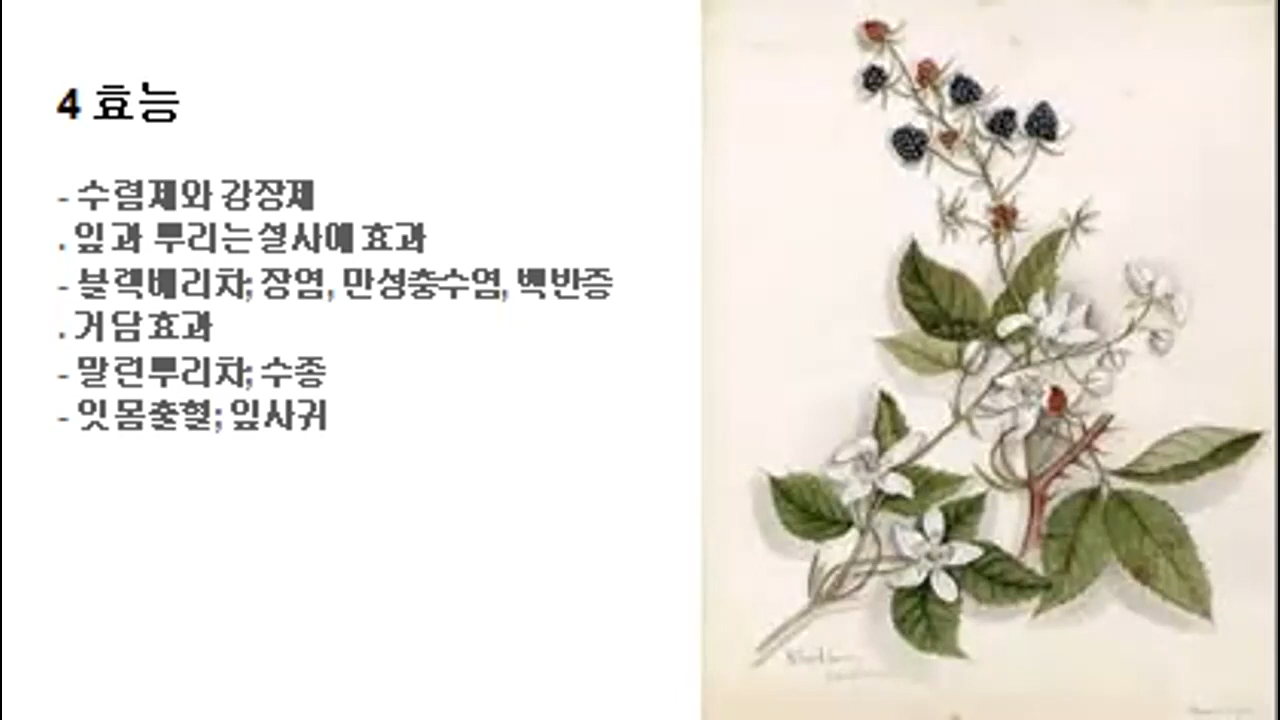 4 효능
- 수렴제와 강장제
. 잎과 뿌리는설사에 효과
- 블랙베리차; 장염, 만성충수염, 백반증
. 거담효과
- 말린뿌리차; 수종
- 잇몸출혈; 잎사귀